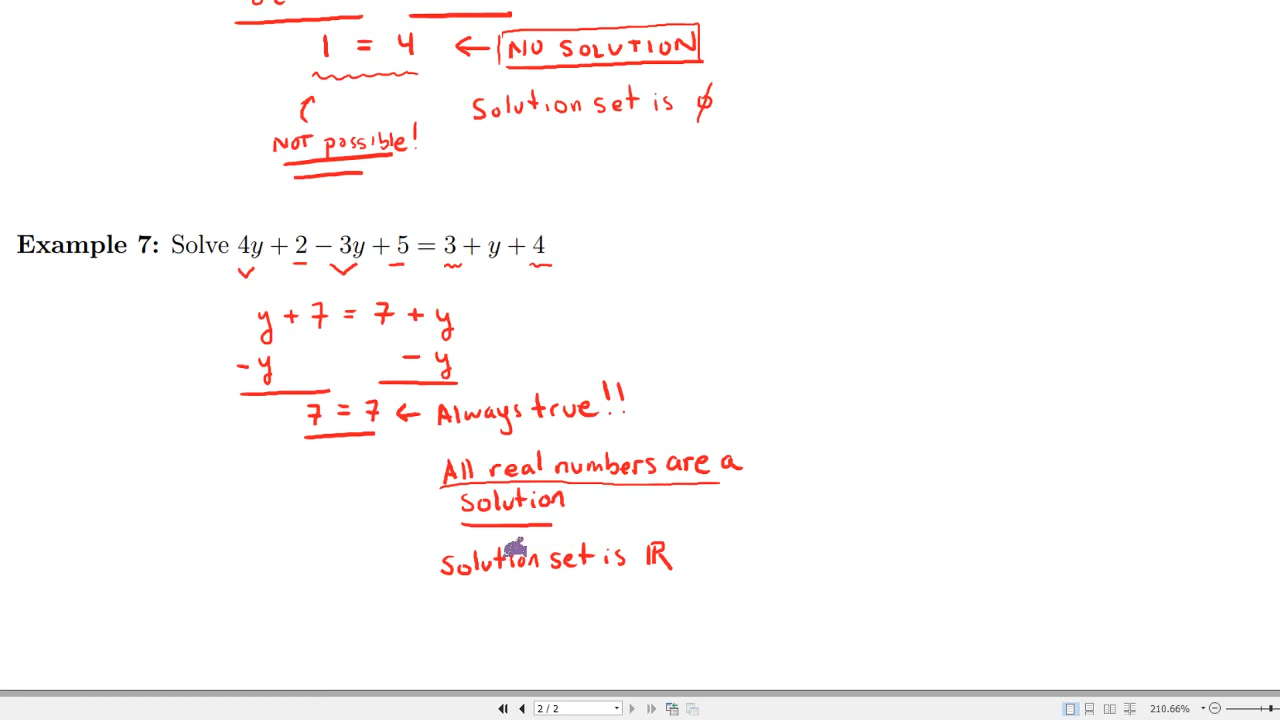 1 = 4 ← NO SOLUTION
Solution set is ∅
NOT possible!
Example 7: Solve 4y + 2 − 3y + 5 = 3 + y + 4
y + 7 = 7 + y
-y - y
7 = 7 ← Always true!!
All real numbers are a
solution
Solution set is ℝ
2 / 2
210.66%